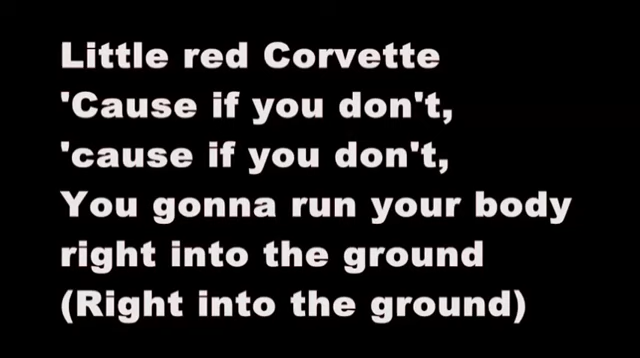 Little red Corvette
'Cause if you don't,
'cause if you don't,
You gonna run your body
right into the ground
(Right into the ground)